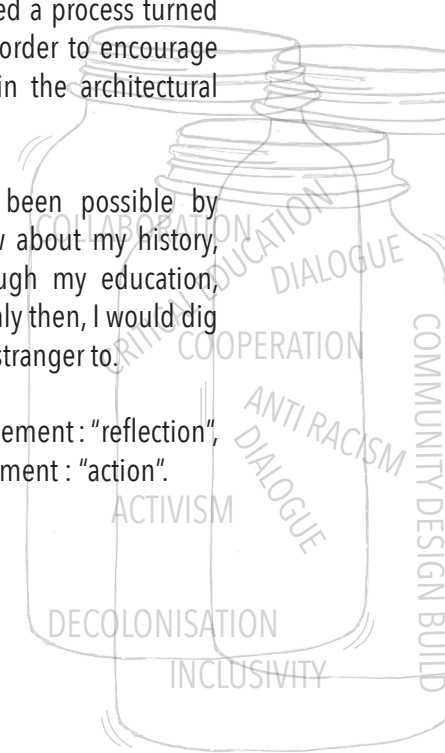 ed a process turned
order to encourage
in the architectural
been possible by
w about my history,
ugh my education,
nly then, I would dig
stranger to.
ement : “reflection”,
ment : “action”.
COLLABORATION
CRITICAL EDUCATION
DIALOGUE
COOPERATION
ANTI RACISM
DIALOGUE
COMMUNITY DESIGN BUILD
ACTIVISM
DECOLONISATION
INCLUSIVITY